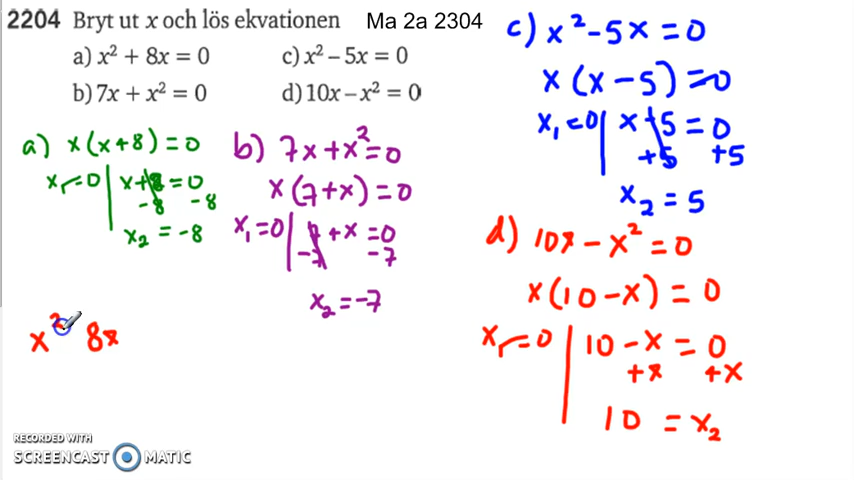 2204 Bryt ut x och lös ekvationen
Ma 2a 2304
a) x² + 8x = 0
c) x² – 5x = 0
b) 7x + x² = 0
d) 10x – x² = 0
a) x(x+8) = 0
x₁=0 | x+8 = 0
-8 -8
x₂ = -8
b) 7x+x²=0
x(7+x) = 0
x₁=0 | 7+x =0
-7 -7
x₂ = -7
c) x²-5x = 0
x(x-5)=0
x₁=0 | x-5 = 0
+5 +5
x₂ = 5
d) 10x - x² = 0
x(10-x) = 0
x₁=0 | 10 - x = 0
+x +x
10 = x₂
x² 8x
RECORDED WITH
SCREENCAST O MATIC